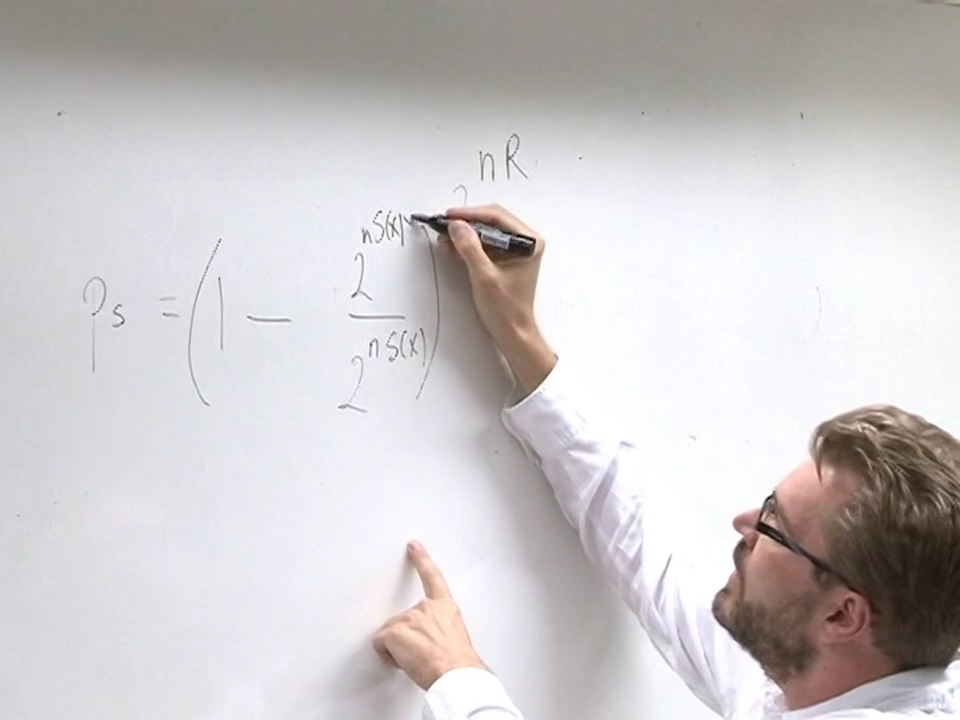 Ps = (1 - 2^{nS(x|} / 2^{nS(x)})^{2^{nR}}